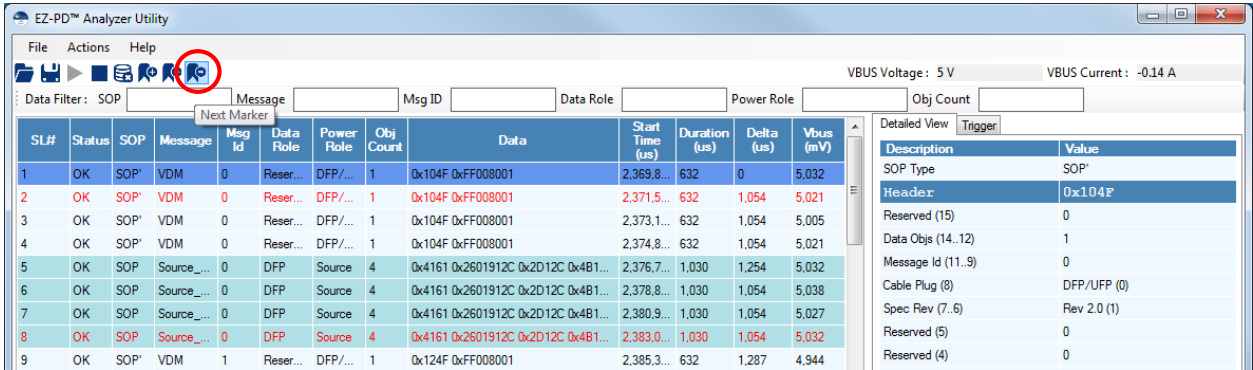 EZ-PD™ Analyzer Utility
File Actions Help
VBUS Voltage : 5 V VBUS Current : -0.14 A
Data Filter : SOP Message Msg ID Data Role Power Role Obj Count
Next Marker
SL# Status SOP Message Msg Id Data Role Power Role Obj Count Data Start Time (us) Duration (us) Delta (us) Vbus (mV)
1 OK SOP' VDM 0 Reser... DFP/... 1 0x104F 0xFF008001 2,369,8... 632 0 5,032
2 OK SOP' VDM 0 Reser... DFP/... 1 0x104F 0xFF008001 2,371,5... 632 1,054 5,021
3 OK SOP' VDM 0 Reser... DFP/... 1 0x104F 0xFF008001 2,373,1... 632 1,054 5,005
4 OK SOP' VDM 0 Reser... DFP/... 1 0x104F 0xFF008001 2,374,8... 632 1,054 5,021
5 OK SOP Source_... 0 DFP Source 4 0x4161 0x2601912C 0x2D12C 0x4B1... 2,376,7... 1,030 1,254 5,032
6 OK SOP Source_... 0 DFP Source 4 0x4161 0x2601912C 0x2D12C 0x4B1... 2,378,8... 1,030 1,054 5,038
7 OK SOP Source_... 0 DFP Source 4 0x4161 0x2601912C 0x2D12C 0x4B1... 2,380,9... 1,030 1,054 5,027
8 OK SOP Source_... 0 DFP Source 4 0x4161 0x2601912C 0x2D12C 0x4B1... 2,383,0... 1,030 1,054 5,032
9 OK SOP' VDM 1 Reser... DFP/... 1 0x124F 0xFF008001 2,385,3... 632 1,287 4,944
Detailed View Trigger
Description Value
SOP Type SOP'
Header 0x104F
Reserved (15) 0
Data Objs (14..12) 1
Message Id (11..9) 0
Cable Plug (8) DFP/UFP (0)
Spec Rev (7..6) Rev 2.0 (1)
Reserved (5) 0
Reserved (4) 0